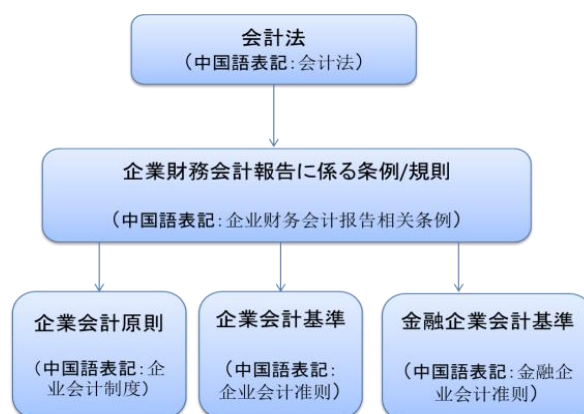 会計法
（中国語表記：会计法）
企業財務会計報告に係る条例/規則
（中国語表記：企业财务会计报告相关条例）
企業会計原則
（中国語表記：企
业会计制度）
企業会計基準
（中国語表記：
企业会计准则）
金融企業会計基準
（中国語表記：金融企
业会计准则）